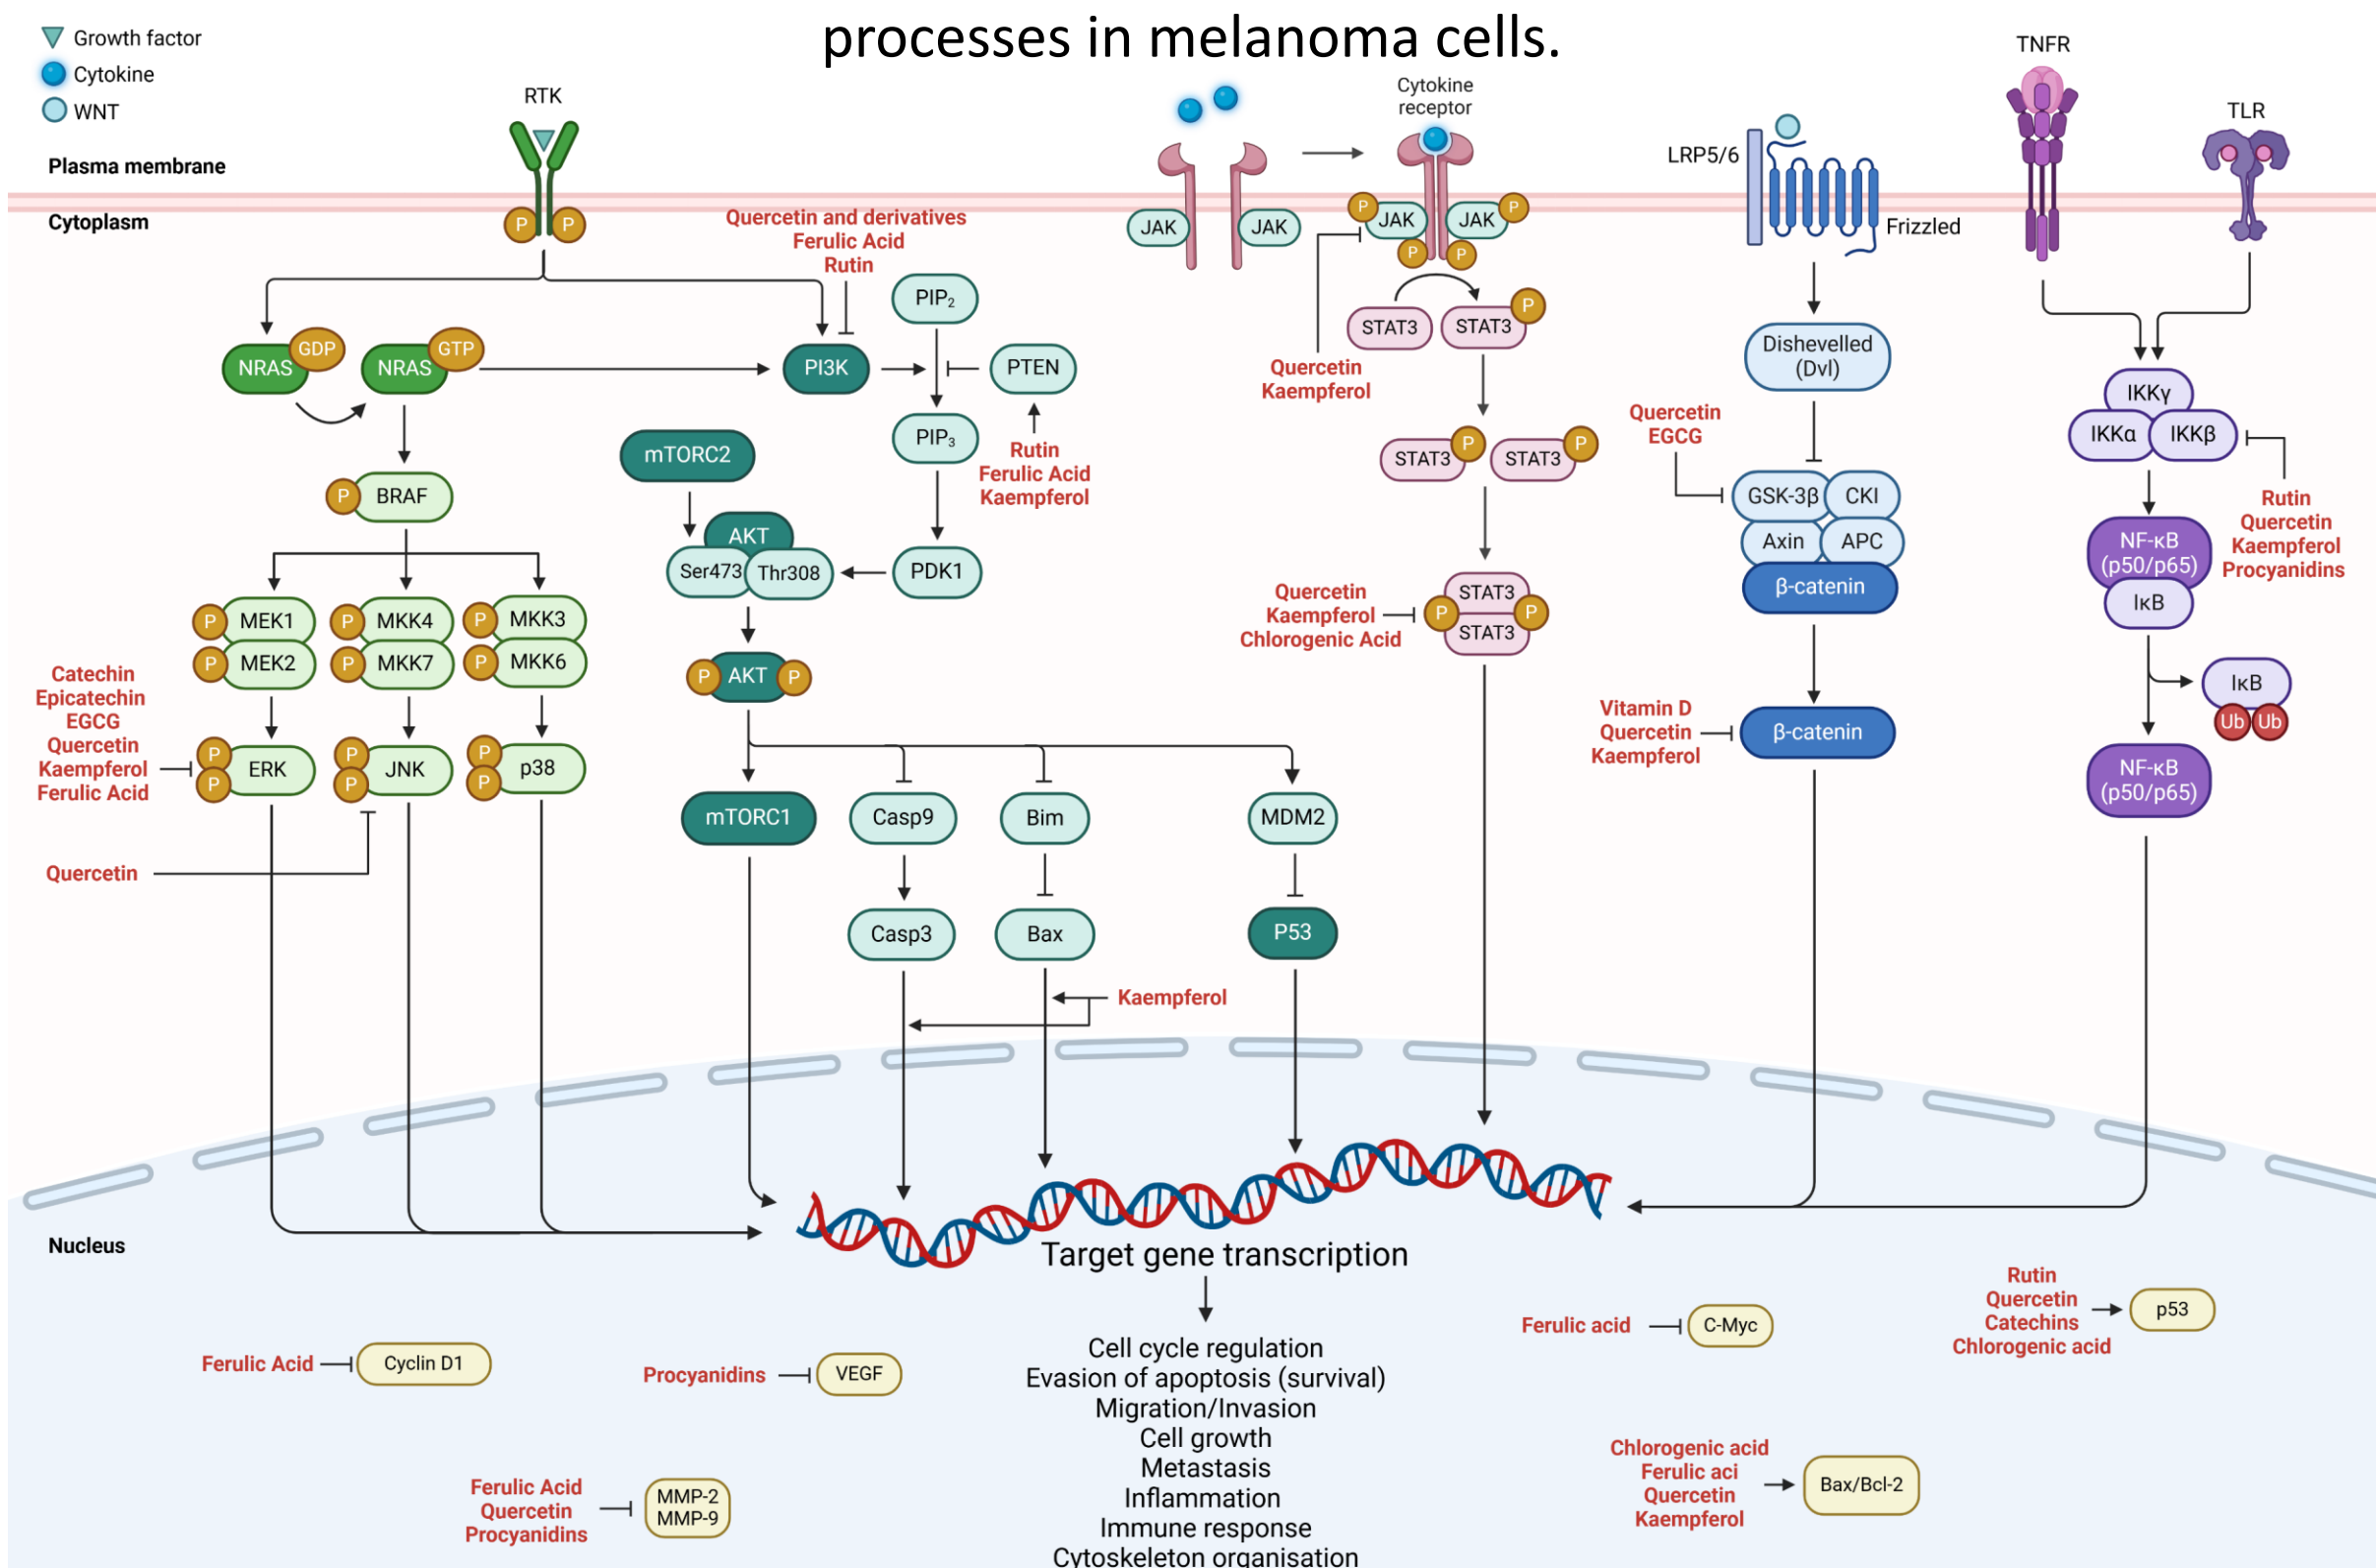 processes in melanoma cells.
Growth factor
Cytokine
WNT
Plasma membrane
Cytoplasm
RTK
P
P
Quercetin and derivatives
Ferulic Acid
Rutin
NRAS
GDP
NRAS
GTP
PI3K
PIP₂
PTEN
PIP₃
Rutin
Ferulic Acid
Kaempferol
mTORC2
AKT
Ser473
Thr308
PDK1
P
BRAF
P
MEK1
P
MEK2
P
MKK4
P
MKK7
P
MKK3
P
MKK6
Catechin
Epicatechin
EGCG
Quercetin
Kaempferol
Ferulic Acid
P
P
ERK
P
P
JNK
P
P
p38
Quercetin
P
AKT
P
mTORC1
Casp9
Bim
MDM2
Casp3
Bax
P53
Kaempferol
JAK
JAK
Cytokine
receptor
P
JAK
JAK
P
P
P
Quercetin
Kaempferol
STAT3
STAT3
P
STAT3
P
STAT3
P
Quercetin
Kaempferol
Chlorogenic Acid
STAT3
P
P
STAT3
LRP5/6
Frizzled
Dishevelled
(Dvl)
Quercetin
EGCG
GSK-3β
CKI
Axin
APC
β-catenin
Vitamin D
Quercetin
Kaempferol
β-catenin
TNFR
TLR
IKKγ
IKKα
IKKβ
Rutin
Quercetin
Kaempferol
Procyanidins
NF-κB
(p50/p65)
IκB
IκB
Ub
Ub
NF-κB
(p50/p65)
Nucleus
Target gene transcription
Cell cycle regulation
Evasion of apoptosis (survival)
Migration/Invasion
Cell growth
Metastasis
Inflammation
Immune response
Cytoskeleton organisation
Ferulic Acid
Cyclin D1
Procyanidins
VEGF
Ferulic Acid
Quercetin
Procyanidins
MMP-2
MMP-9
Ferulic acid
C-Myc
Rutin
Quercetin
Catechins
Chlorogenic acid
p53
Chlorogenic acid
Ferulic aci
Quercetin
Kaempferol
Bax/Bcl-2